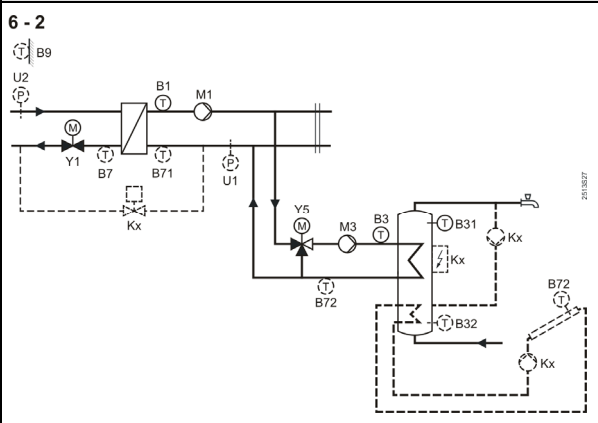 6 - 2
T B9
U2
P
B1
T
M1
M
Y1
T
B7
T
B71
P
U1
Kx
Y5
M
M3
B3
T
T B31
Kx
Kx
T
B72
T B32
B72
T
Kx
2513S27